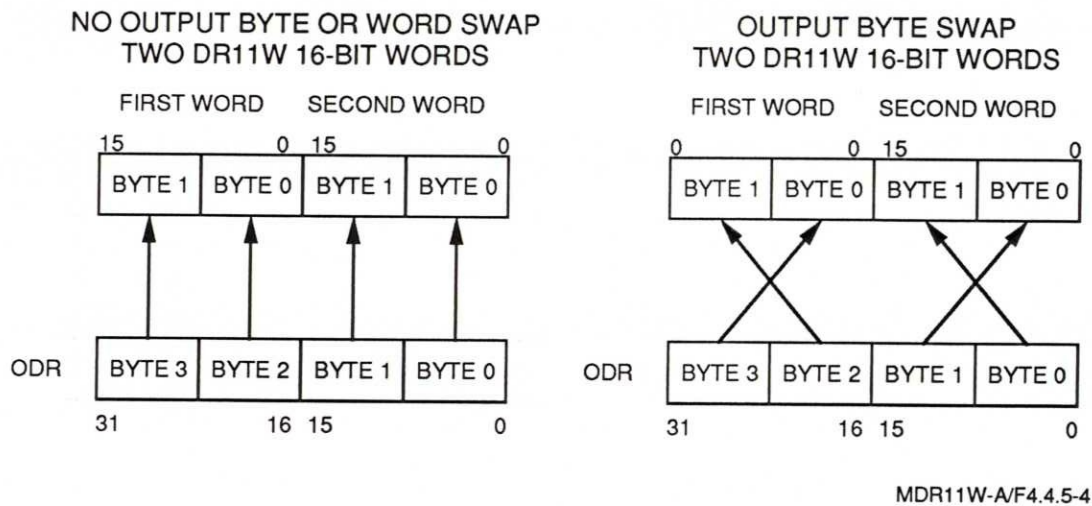 NO OUTPUT BYTE OR WORD SWAP
TWO DR11W 16-BIT WORDS
FIRST WORD SECOND WORD
15 0 15 0
BYTE 1 BYTE 0 BYTE 1 BYTE 0
ODR BYTE 3 BYTE 2 BYTE 1 BYTE 0
31 16 15 0
OUTPUT BYTE SWAP
TWO DR11W 16-BIT WORDS
FIRST WORD SECOND WORD
0 0 15 0
BYTE 1 BYTE 0 BYTE 1 BYTE 0
ODR BYTE 3 BYTE 2 BYTE 1 BYTE 0
31 16 15 0
MDR11W-A/F4.4.5-4